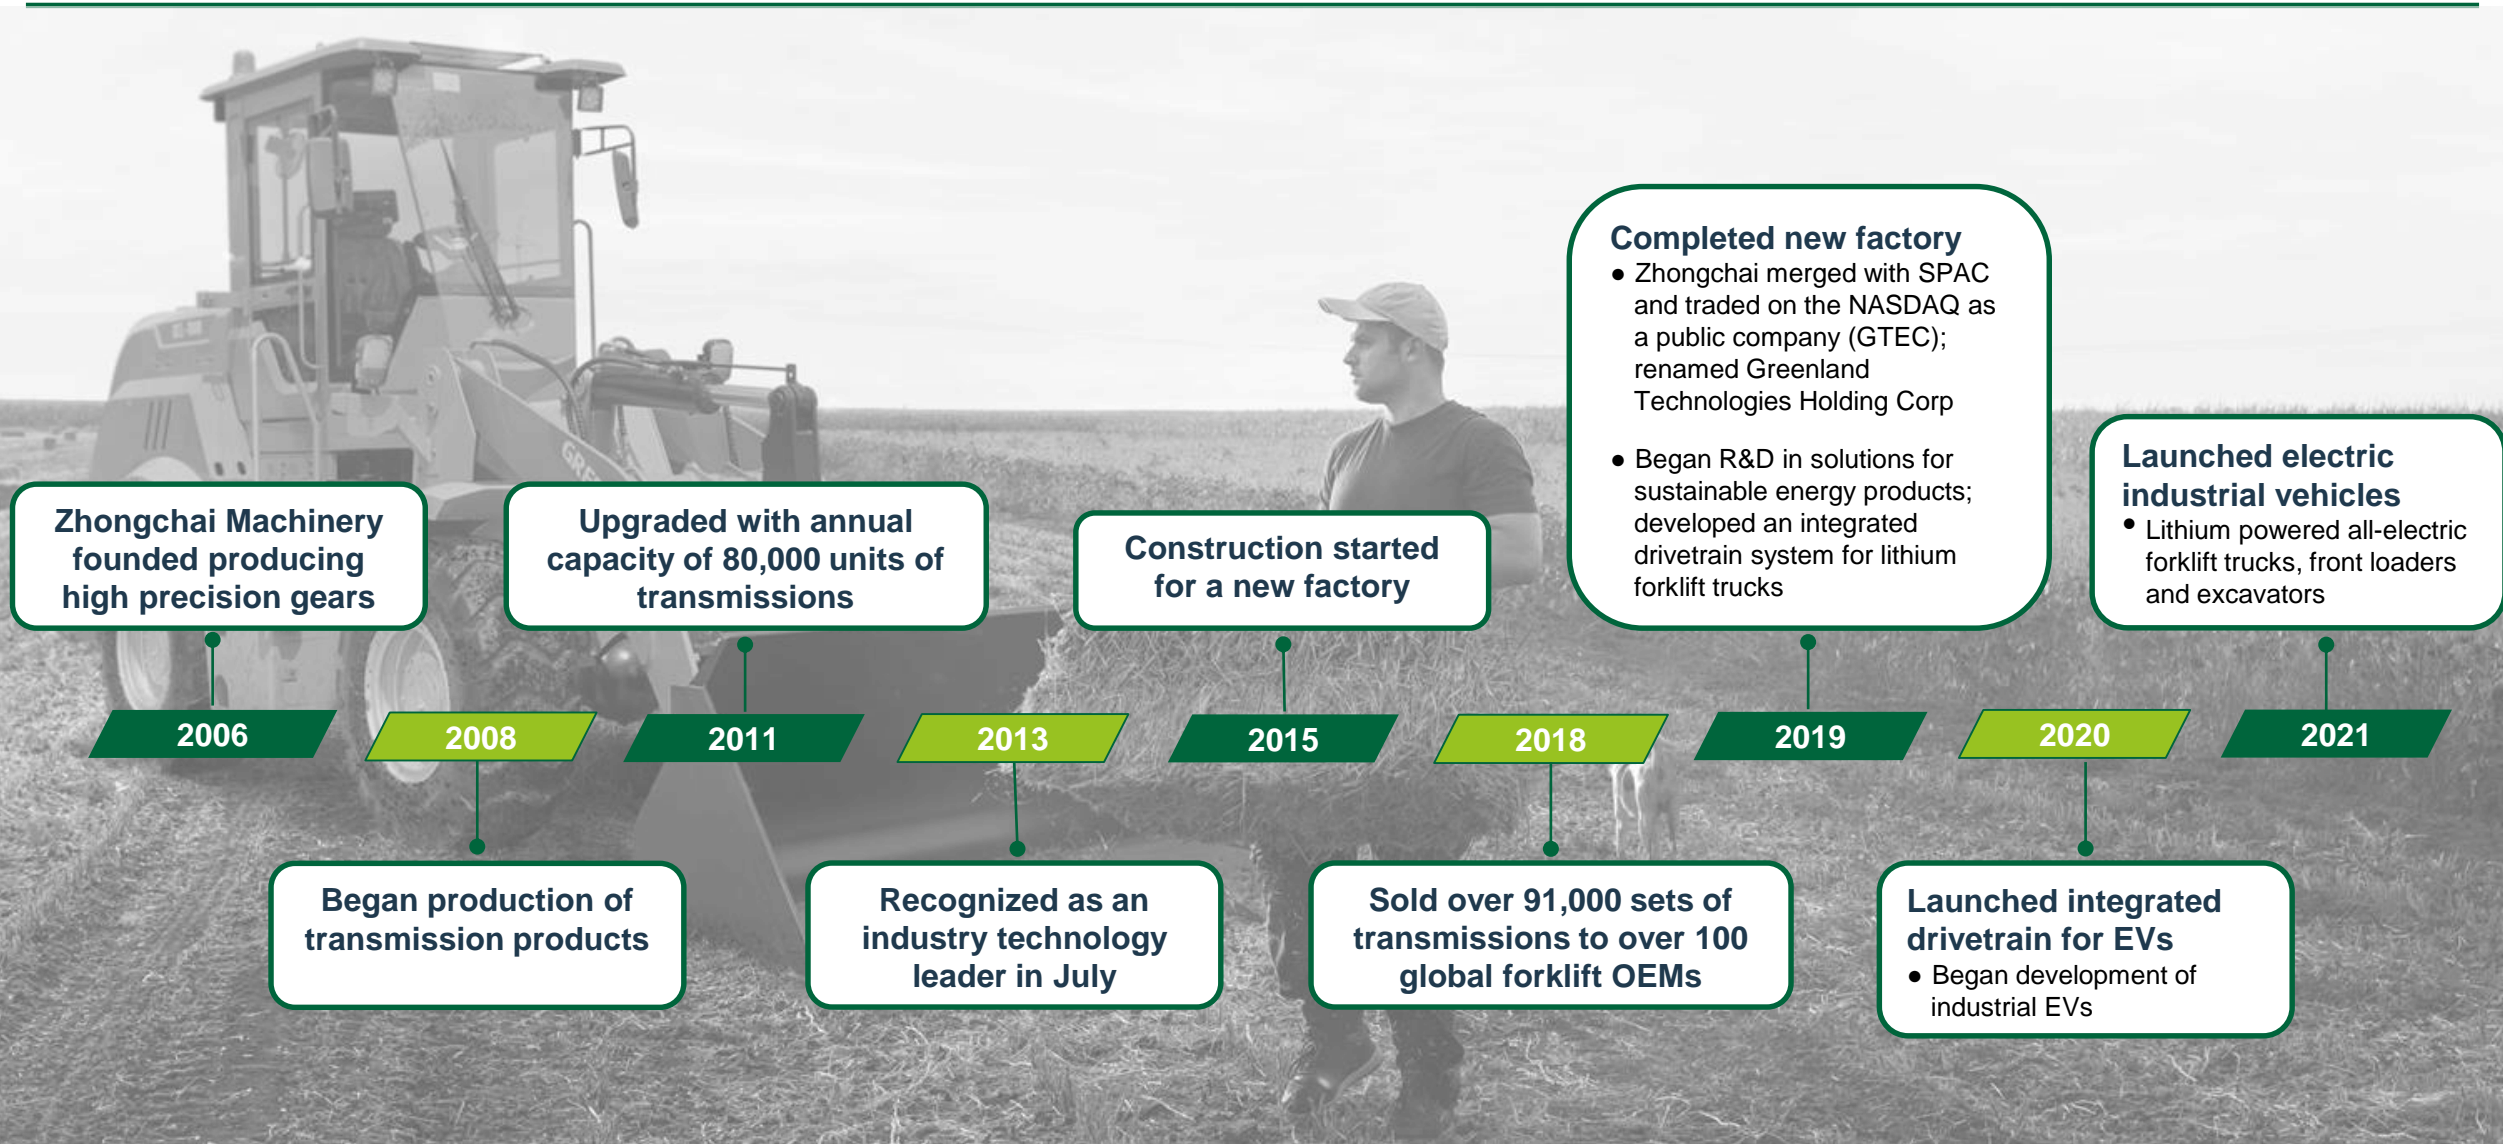 Completed new factory
● Zhongchai merged with SPAC
and traded on the NASDAQ as
a public company (GTEC);
renamed Greenland
Technologies Holding Corp
● Began R&D in solutions for
sustainable energy products;
developed an integrated
drivetrain system for lithium
forklift trucks
Launched electric
industrial vehicles
● Lithium powered all-electric
forklift trucks, front loaders
and excavators
Zhongchai Machinery
founded producing
high precision gears
Upgraded with annual
capacity of 80,000 units of
transmissions
Construction started
for a new factory
GRE
2006
2008
2011
2013
2015
2018
2019
2020
2021
Began production of
transmission products
Recognized as an
industry technology
leader in July
Sold over 91,000 sets of
transmissions to over 100
global forklift OEMs
Launched integrated
drivetrain for EVs
● Began development of
industrial EVs